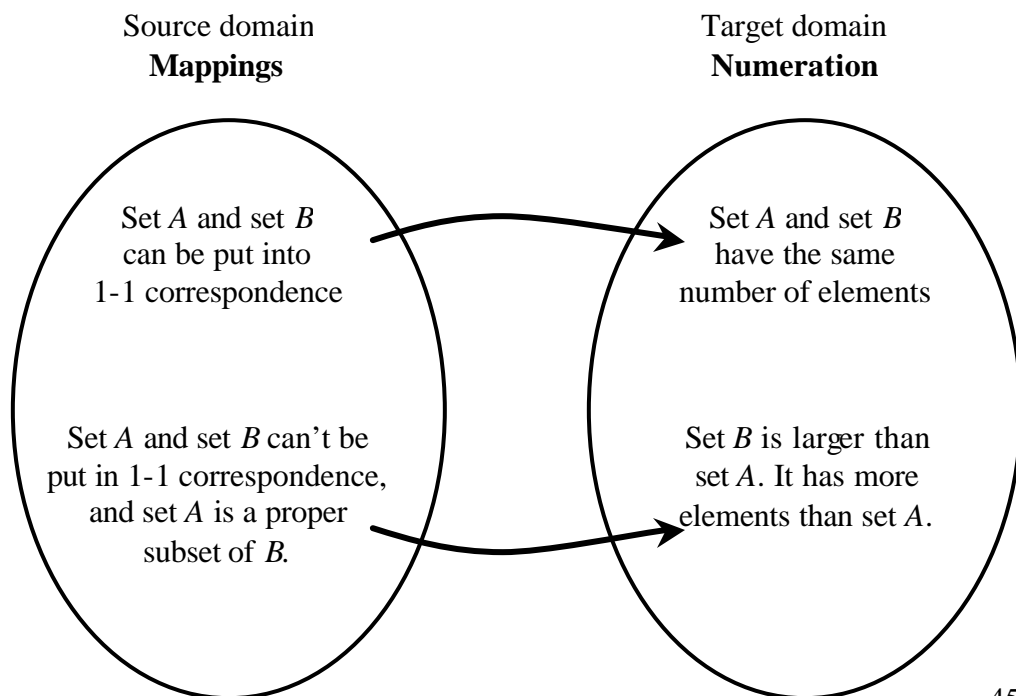 Source domain
Mappings
Target domain
Numeration
Set A and set B
can be put into
1-1 correspondence
Set A and set B
have the same
number of elements
Set A and set B can't be
put in 1-1 correspondence,
and set A is a proper
subset of B.
Set B is larger than
set A. It has more
elements than set A.